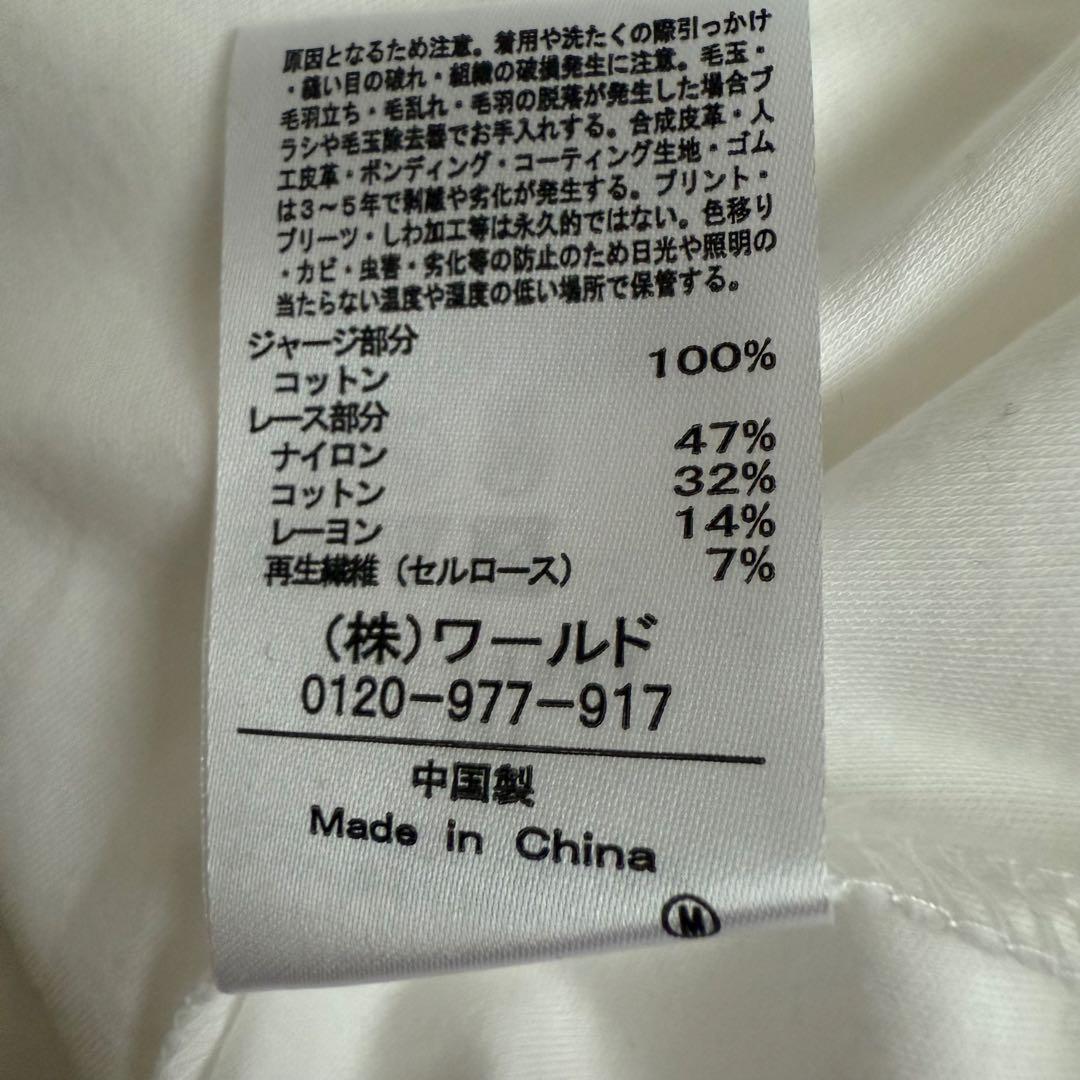 原因となるため注意。着用や洗たくの際引っかけ
・縫い目の破れ・組織の破損発生に注意。毛玉・
毛羽立ち・毛乱れ・毛羽の脱落が発生した場合ブ
ラシや毛玉除去器でお手入れする。合成皮革・人
工皮革・ボンディング・コーティング生地・ゴム
は3～5年で剥離や劣化が発生する。プリント・
プリーツ・しわ加工等は永久的ではない。色移り
・カビ・虫害・劣化等の防止のため日光や照明の
当たらない温度や湿度の低い場所で保管する。
ジャージ部分
コットン 100%
レース部分
ナイロン 47%
コットン 32%
レーヨン 14%
再生繊維（セルロース） 7%
（株）ワールド
0120-977-917
中国製
Made in China
M